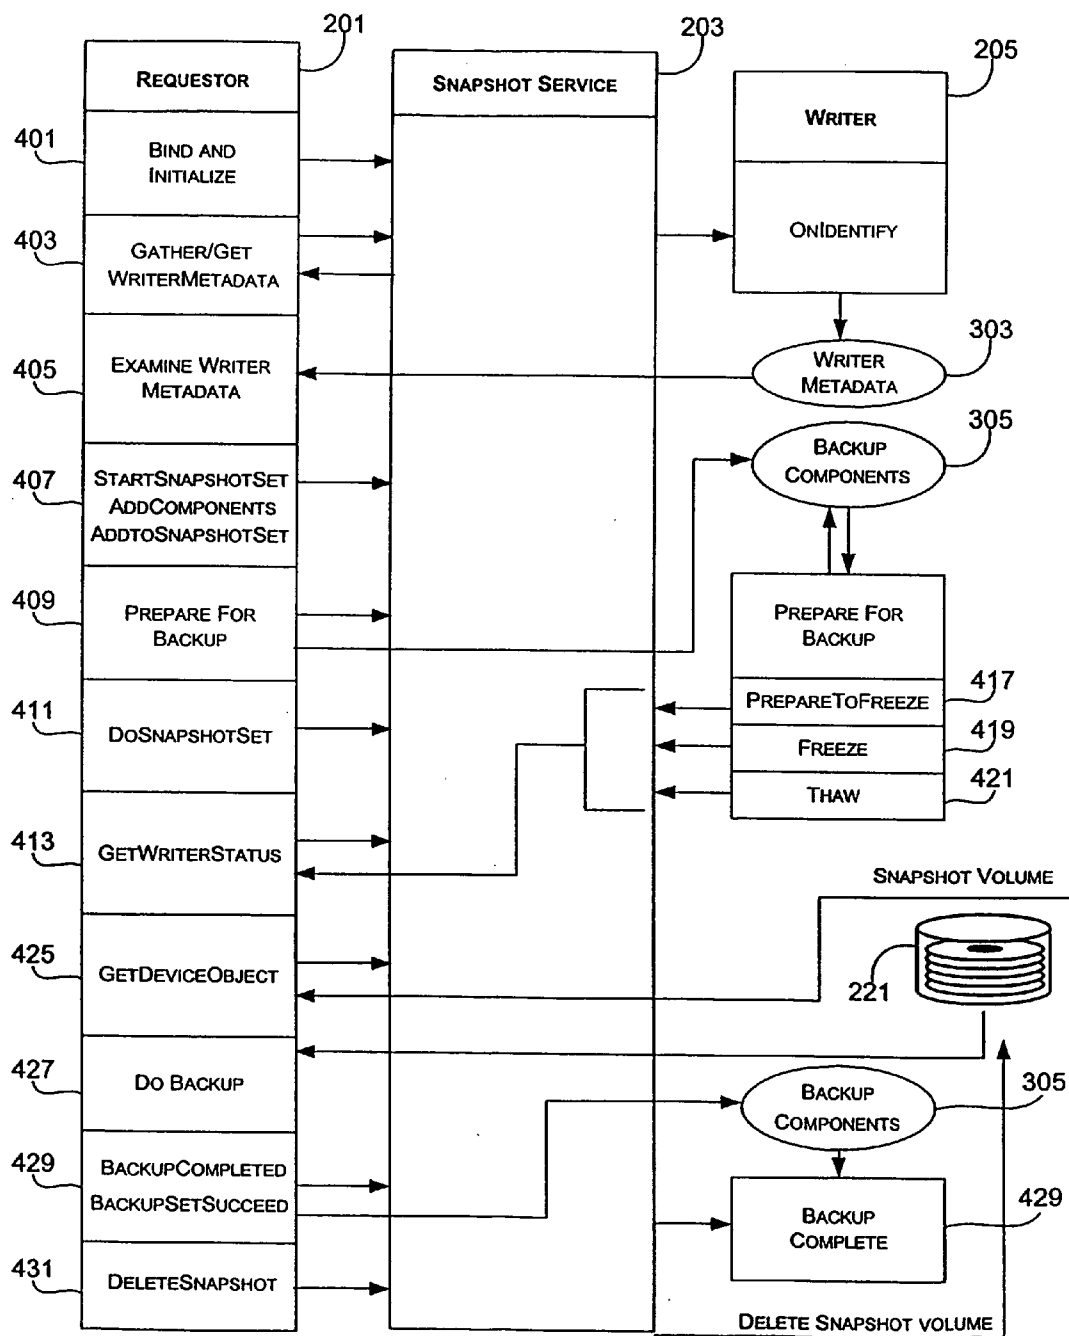 201
203
205
REQUESTOR
SNAPSHOT SERVICE
WRITER
401
BIND AND
INITIALIZE
403
GATHER/GET
WRITERMETADATA
ONIDENTIFY
405
EXAMINE WRITER
METADATA
303
WRITER
METADATA
305
BACKUP
COMPONENTS
407
STARTSNAPSHOTSET
ADDCOMPONENTS
ADDTOSNAPSHOTSET
409
PREPARE FOR
BACKUP
PREPARE FOR
BACKUP
417
PREPARETOFREEZE
411
DOSNAPSHOTSET
419
FREEZE
421
THAW
413
GETWRITERSTATUS
SNAPSHOT VOLUME
425
GETDEVICEOBJECT
221
427
DO BACKUP
305
BACKUP
COMPONENTS
429
BACKUPCOMPLETED
BACKUPSETSUCCEED
429
BACKUP
COMPLETE
431
DELETESNAPSHOT
DELETE SNAPSHOT VOLUME